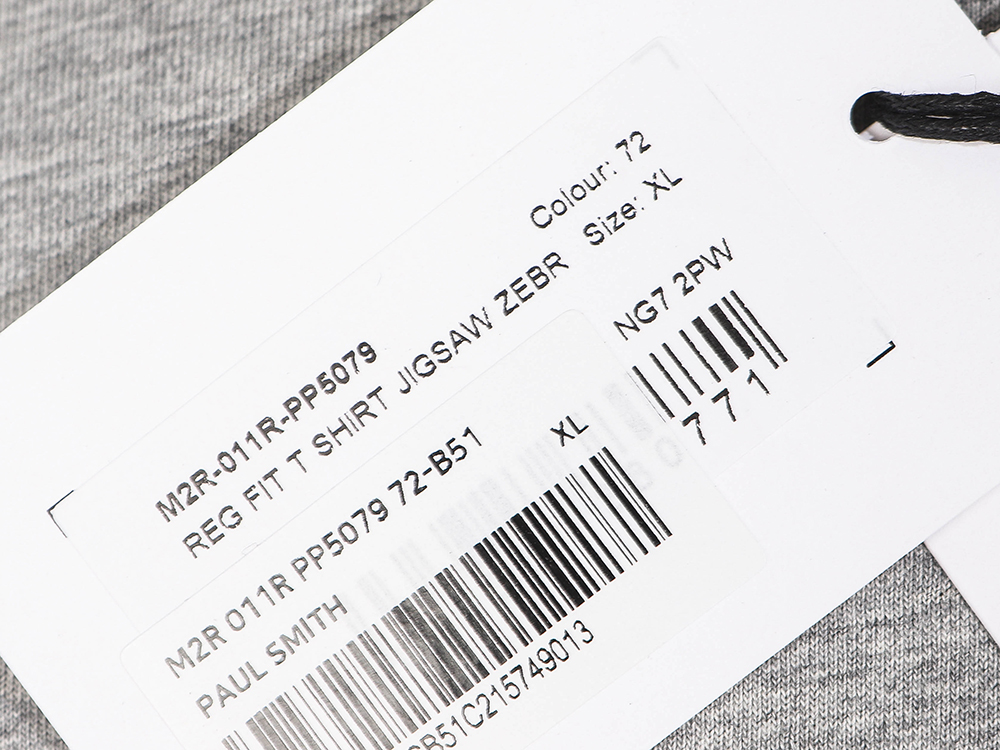 Colour: 72
Size: XL
M2R-011R-PP5079
REG FIT T SHIRT JIGSAW ZEBR
NG7 2PW
771
M2R 011R PP5079 72-B51
XL
PAUL SMITH
B51C215749013